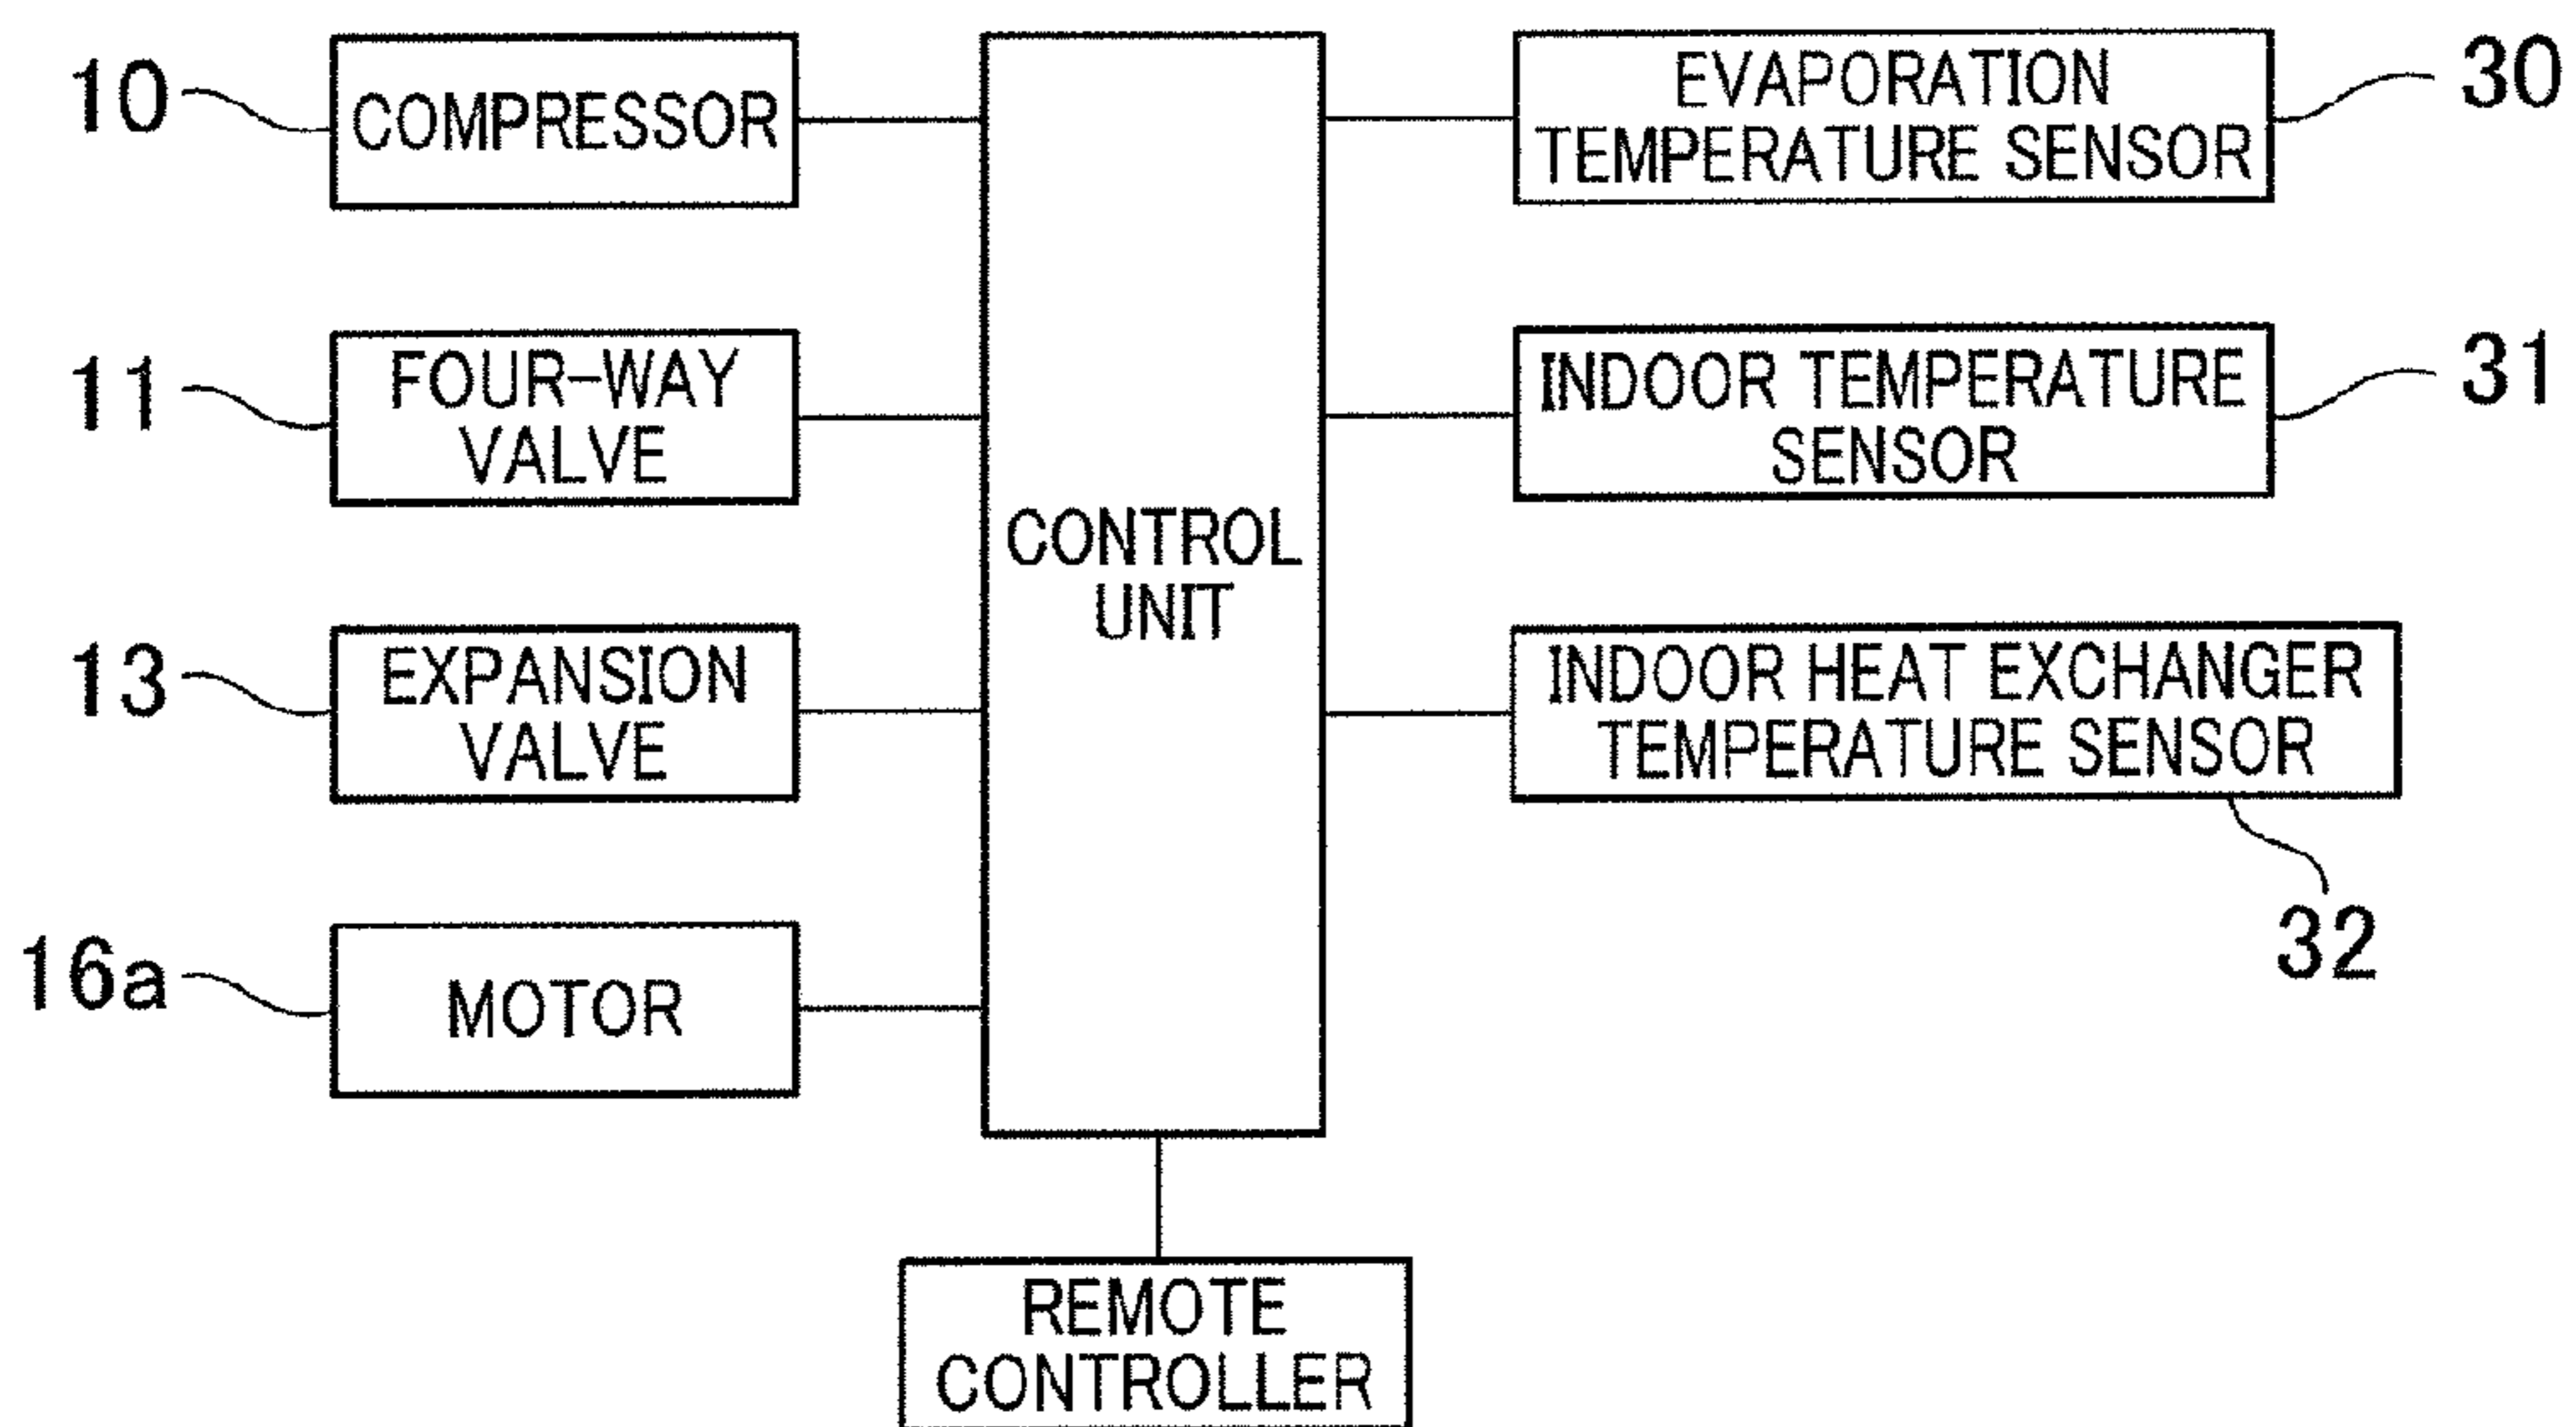 10
COMPRESSOR
11
FOUR-WAY
VALVE
13
EXPANSION
VALVE
16a
MOTOR
CONTROL
UNIT
EVAPORATION
TEMPERATURE SENSOR
30
INDOOR TEMPERATURE
SENSOR
31
INDOOR HEAT EXCHANGER
TEMPERATURE SENSOR
32
REMOTE
CONTROLLER